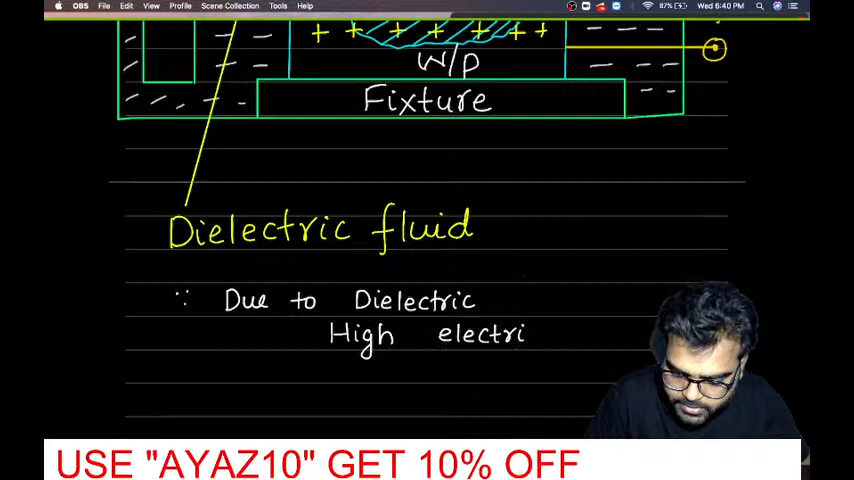 OBS File Edit View Profile Scene Collection Tools Help 87% Wed 6:40 PM
+ + + + + + +
W/P
Fixture
Dielectric fluid
∵ Due to Dielectric
High electri
USE "AYAZ10" GET 10% OFF